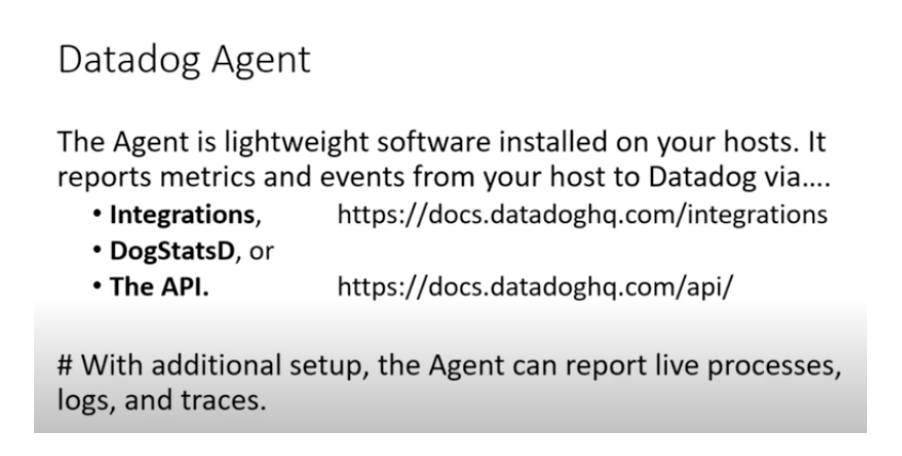 Datadog Agent
The Agent is lightweight software installed on your hosts. It
reports metrics and events from your host to Datadog via....
• Integrations, https://docs.datadoghq.com/integrations
• DogStatsD, or
• The API. https://docs.datadoghq.com/api/
# With additional setup, the Agent can report live processes,
logs, and traces.